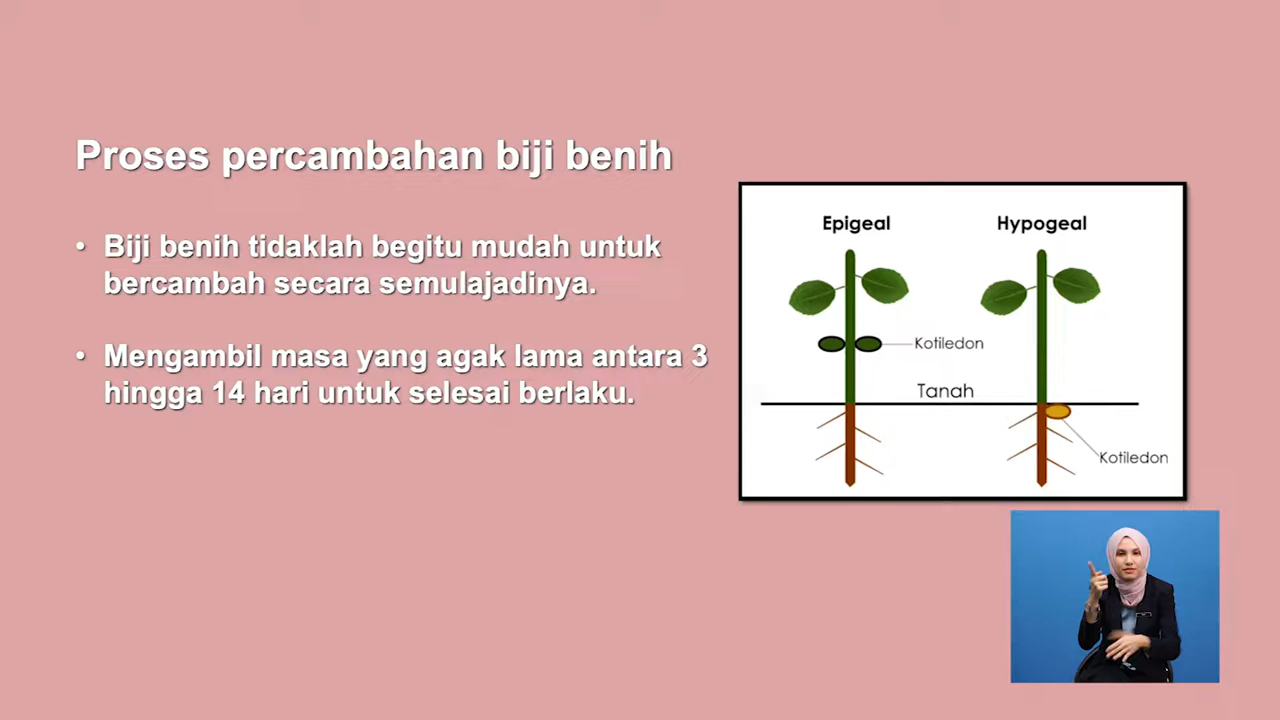 Proses percambahan biji benih
• Biji benih tidaklah begitu mudah untuk
bercambah secara semulajadinya.
• Mengambil masa yang agak lama antara 3
hingga 14 hari untuk selesai berlaku.
Epigeal
Hypogeal
Kotiledon
Tanah
Kotiledon